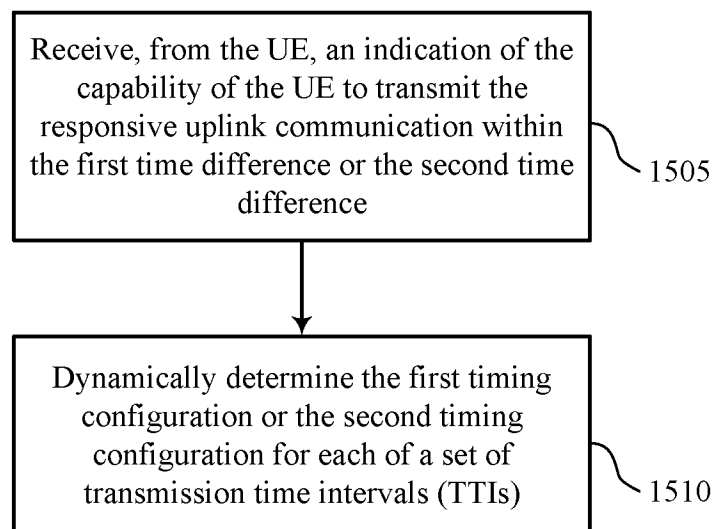 Receive, from the UE, an indication of the
capability of the UE to transmit the
responsive uplink communication within
the first time difference or the second time
difference
1505
Dynamically determine the first timing
configuration or the second timing
configuration for each of a set of
transmission time intervals (TTIs)
1510